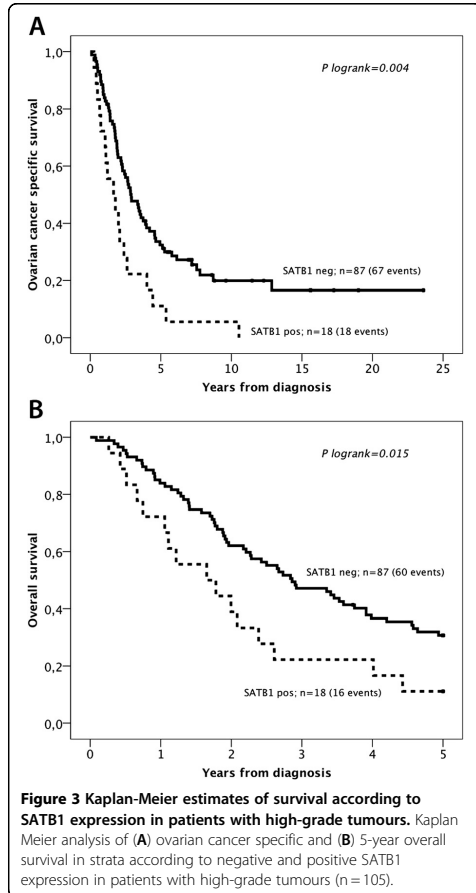 A
1,0
0,8
0,6
0,4
0,2
0,0
Ovarian cancer specific survival
P logrank=0.004
SATB1 neg; n=87 (67 events)
SATB1 pos; n=18 (18 events)
0 5 10 15 20 25
Years from diagnosis
B
1,0
0,8
0,6
0,4
0,2
0,0
Overall survival
P logrank=0.015
SATB1 neg; n=87 (60 events)
SATB1 pos; n=18 (16 events)
0 1 2 3 4 5
Years from diagnosis
Figure 3 Kaplan-Meier estimates of survival according to
SATB1 expression in patients with high-grade tumours. Kaplan
Meier analysis of (A) ovarian cancer specific and (B) 5-year overall
survival in strata according to negative and positive SATB1
expression in patients with high-grade tumours (n = 105).